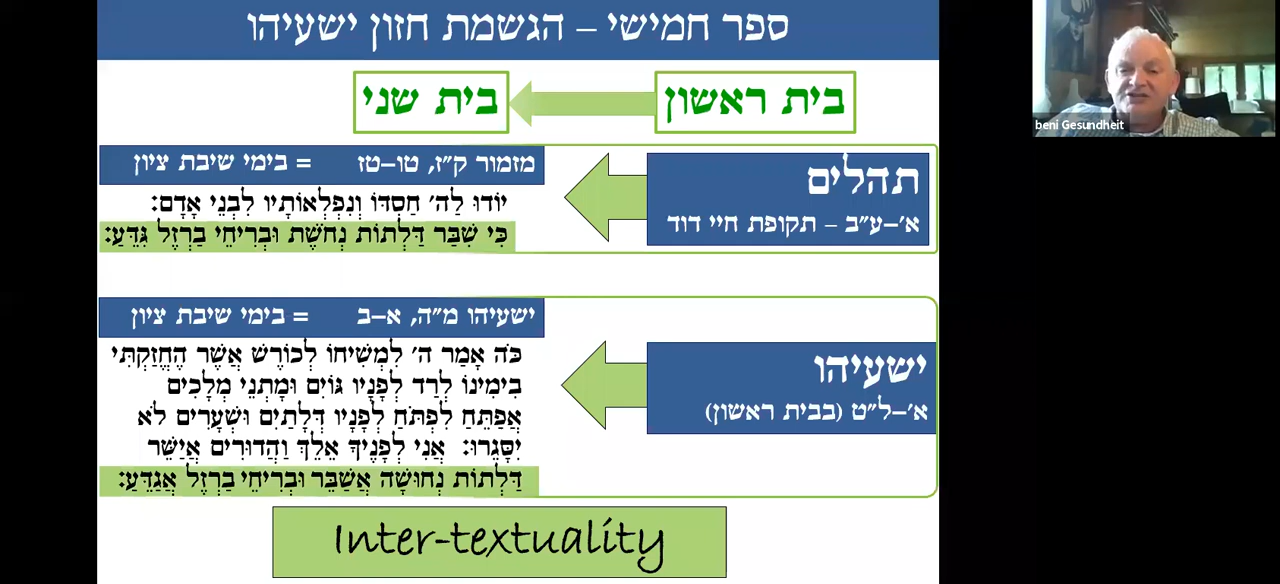 ספר חמישי – הגשמת חזון ישעיהו
בית ראשון
בית שני
תהלים
א׳–ע״ב – תקופת חיי דוד
מזמור ק״ז, טו–טז = בימי שיבת ציון
יוֹדוּ לַה׳ חַסְדּוֹ וְנִפְלְאוֹתָיו לִבְנֵי אָדָם:
כִּי שִׁבַּר דַּלְתוֹת נְחֹשֶׁת וּבְרִיחֵי בַרְזֶל גִּדֵּעַ:
ישעיהו
א׳–ל״ט (בבית ראשון)
ישעיהו מ״ה, א–ב = בימי שיבת ציון
כֹּה אָמַר ה׳ לִמְשִׁיחוֹ לְכוֹרֶשׁ אֲשֶׁר הֶחֱזַקְתִּי
בִימִינוֹ לְרַד לְפָנָיו גּוֹיִם וּמָתְנֵי מְלָכִים
אֲפַתֵּחַ לִפְתֹּחַ לְפָנָיו דְּלָתַיִם וּשְׁעָרִים לֹא
יִסָּגֵרוּ: אֲנִי לְפָנֶיךָ אֵלֵךְ וַהֲדוּרִים אֲיַשֵּׁר
דַּלְתוֹת נְחוּשָׁה אֲשַׁבֵּר וּבְרִיחֵי בַרְזֶל אֲגַדֵּעַ:
Inter-textuality
beni Gesundheit